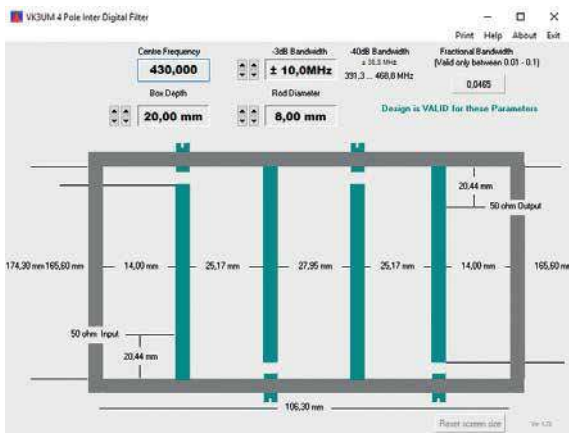 VK3UM 4 Pole Inter Digital Filter
Print Help About Exit
Centre Frequency
-3dB Bandwidth
-40dB Bandwidth
Fractional Bandwidth
(Valid only between 0.01 - 0.1)
430,000
± 10,0MHz
391,3 ... 468,8 MHz
0,0465
Box Depth
Rod Diameter
Design is VALID for these Parameters
20,00 mm
8,00 mm
20,44 mm
50 ohm Output
174,30 mm 165,60 mm
14,00 mm
25,17 mm
27,95 mm
25,17 mm
14,00 mm
165,60 mm
50 ohm Input
20,44 mm
106,30 mm
Reset screen size